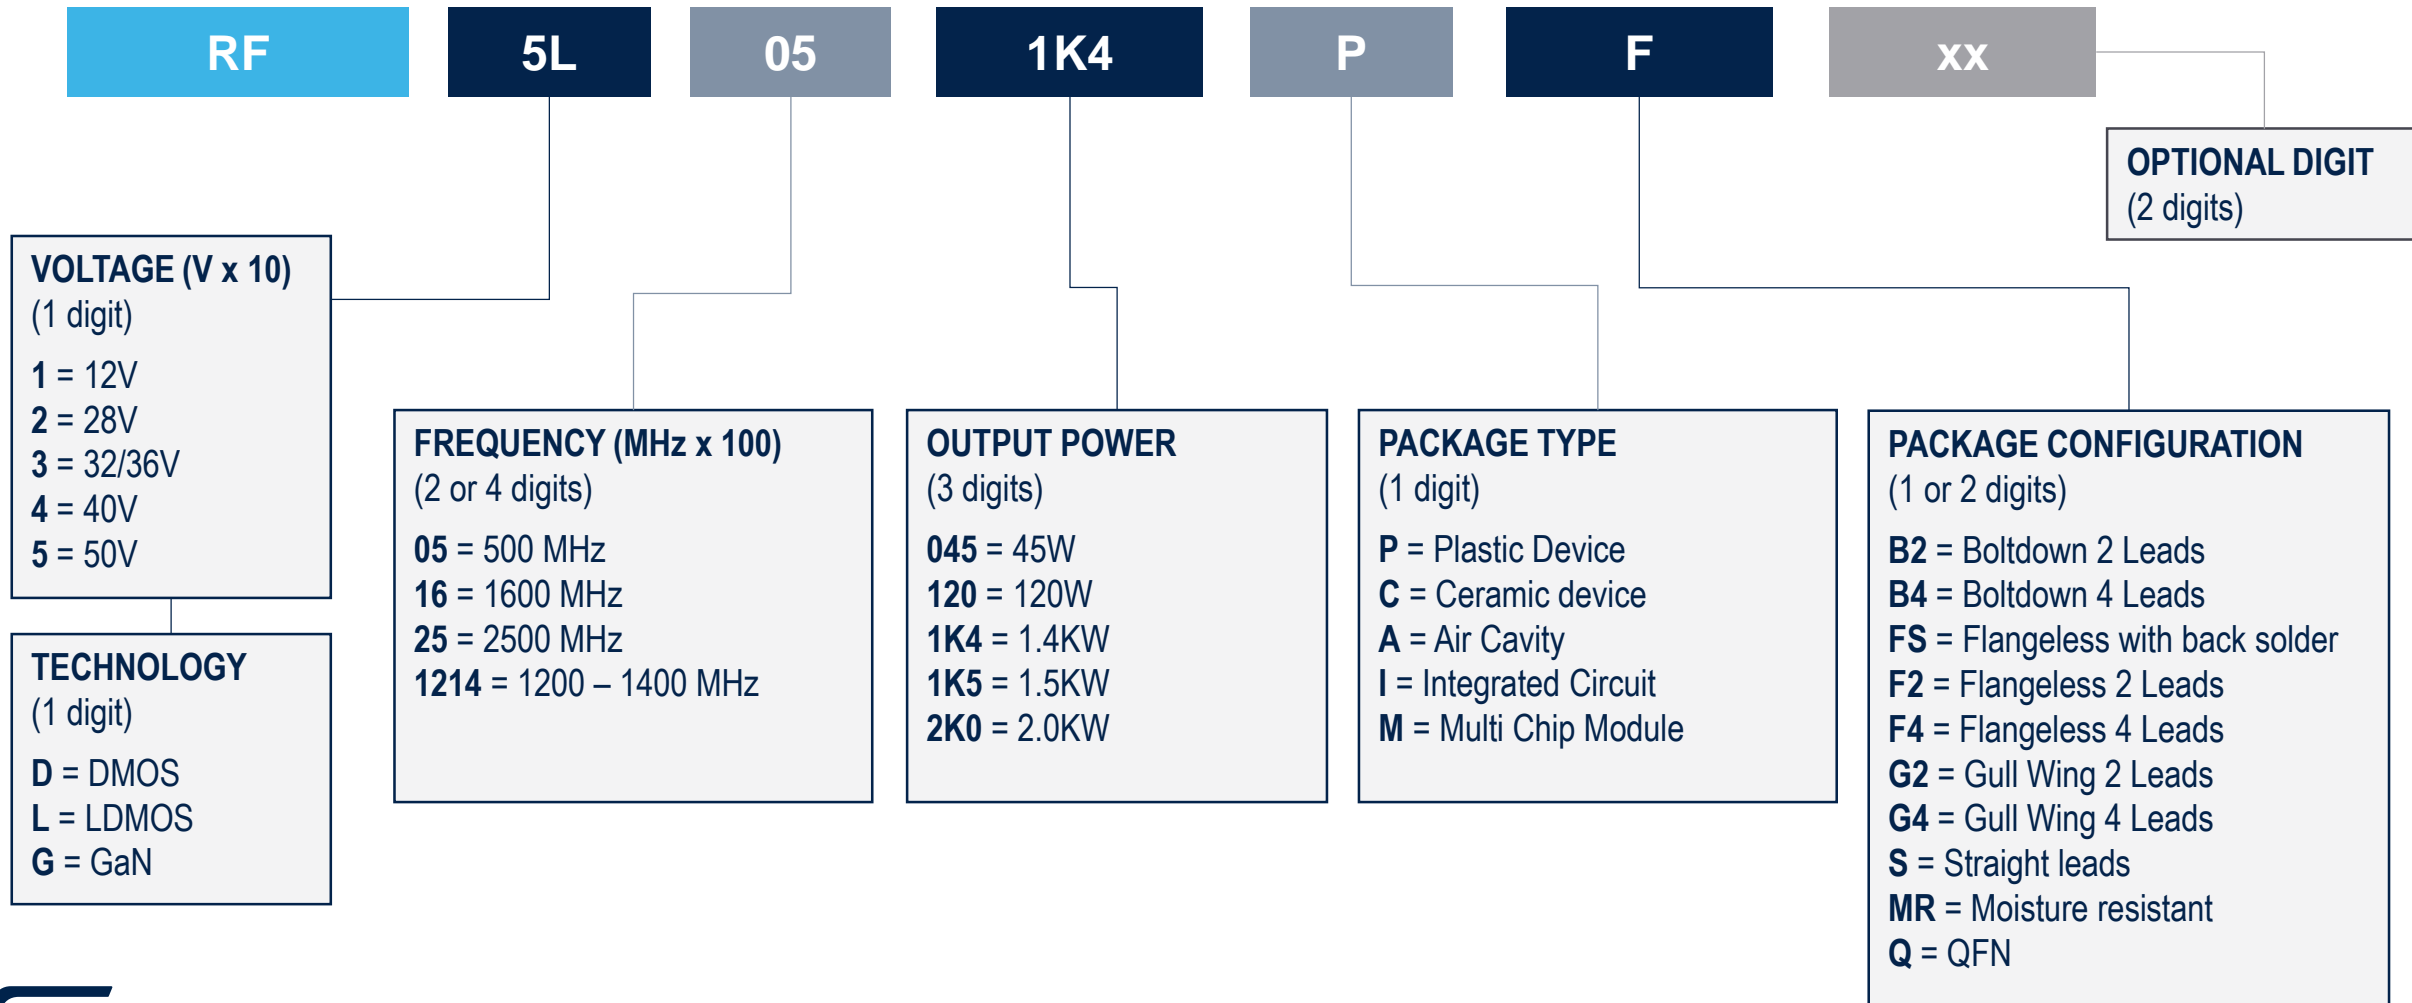 RF
5L
05
1K4
P
F
xx
OPTIONAL DIGIT
(2 digits)
VOLTAGE (V x 10)
(1 digit)
1 = 12V
2 = 28V
3 = 32/36V
4 = 40V
5 = 50V
TECHNOLOGY
(1 digit)
D = DMOS
L = LDMOS
G = GaN
FREQUENCY (MHz x 100)
(2 or 4 digits)
05 = 500 MHz
16 = 1600 MHz
25 = 2500 MHz
1214 = 1200 – 1400 MHz
OUTPUT POWER
(3 digits)
045 = 45W
120 = 120W
1K4 = 1.4KW
1K5 = 1.5KW
2K0 = 2.0KW
PACKAGE TYPE
(1 digit)
P = Plastic Device
C = Ceramic device
A = Air Cavity
I = Integrated Circuit
M = Multi Chip Module
PACKAGE CONFIGURATION
(1 or 2 digits)
B2 = Boltdown 2 Leads
B4 = Boltdown 4 Leads
FS = Flangeless with back solder
F2 = Flangeless 2 Leads
F4 = Flangeless 4 Leads
G2 = Gull Wing 2 Leads
G4 = Gull Wing 4 Leads
S = Straight leads
MR = Moisture resistant
Q = QFN